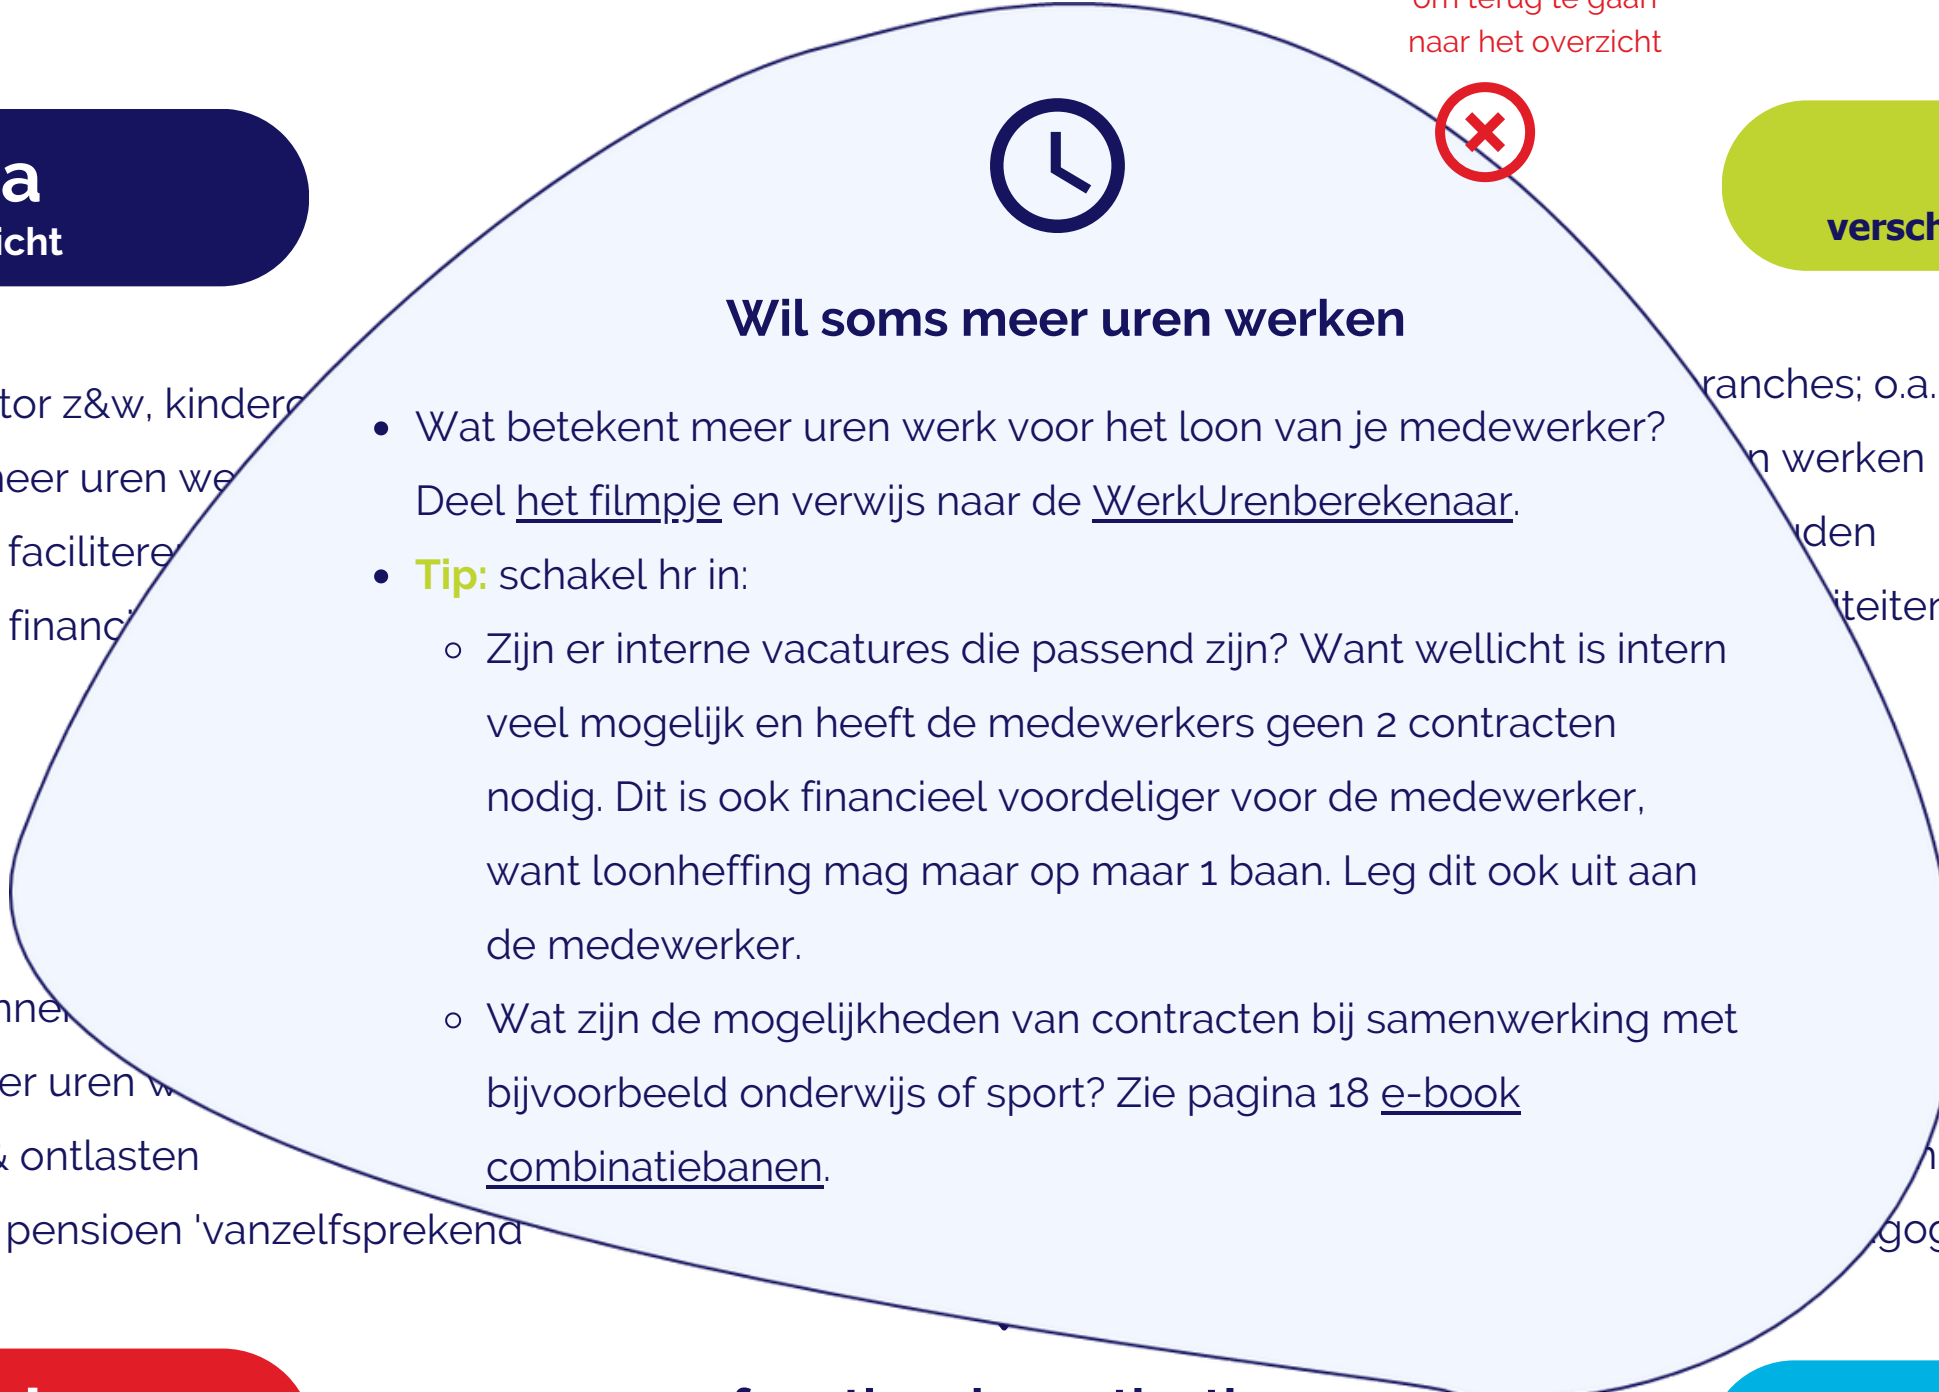 naar het overzicht
Wil soms meer uren werken
Wat betekent meer uren werk voor het loon van je medewerker?
Deel het filmpje en verwijs naar de WerkUrenberekenaar.
Tip: schakel hr in:
Zijn er interne vacatures die passend zijn? Want wellicht is intern
veel mogelijk en heeft de medewerkers geen 2 contracten
nodig. Dit is ook financieel voordeliger voor de medewerker,
want loonheffing mag maar op maar 1 baan. Leg dit ook uit aan
de medewerker.
Wat zijn de mogelijkheden van contracten bij samenwerking met
bijvoorbeeld onderwijs of sport? Zie pagina 18 e-book
combinatiebanen.
z&w,
uren
ranches; o.a.
werken
uren
& ontlasten
pensioen 'vanzelfsprekend